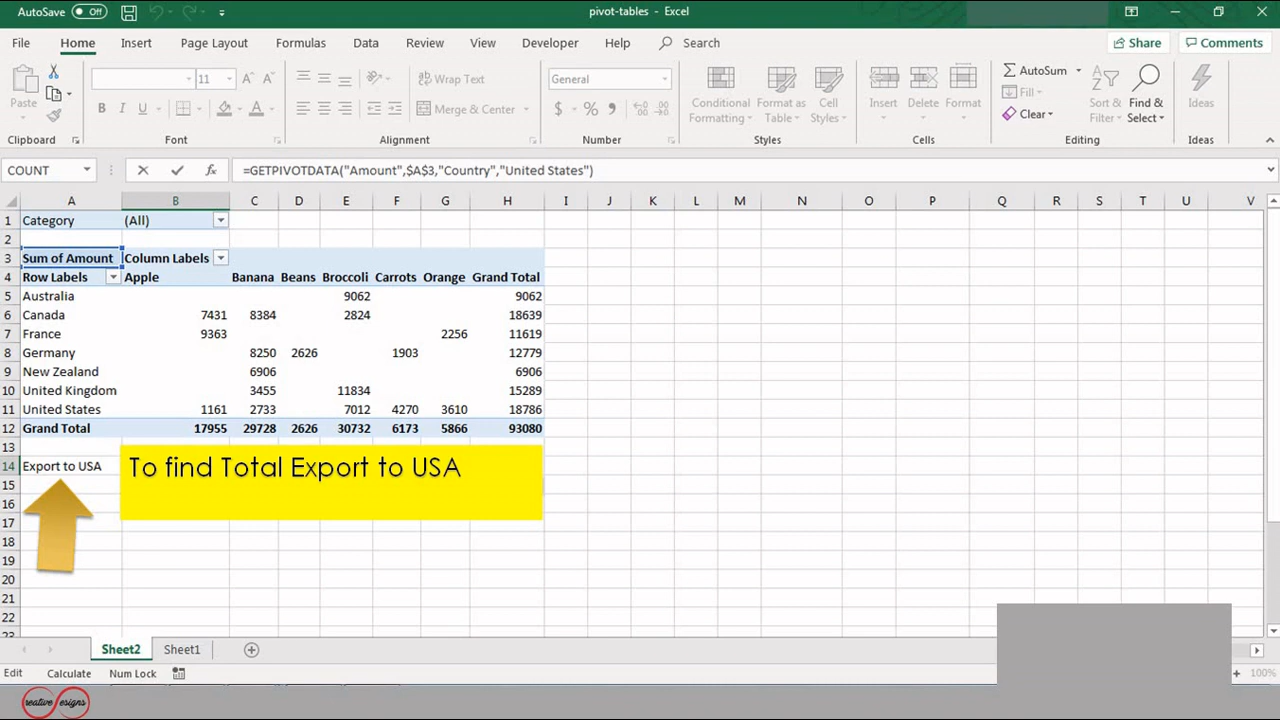 AutoSave Off pivot-tables - Excel
File Home Insert Page Layout Formulas Data Review View Developer Help Search Share Comments
11 Wrap Text General AutoSum
Paste B I U Merge & Center $ % Conditional Formatting Format as Table Cell Styles Insert Delete Format Fill Clear Sort & Filter Find & Select Ideas
Clipboard Font Alignment Number Styles Cells Editing Ideas
COUNT fx =GETPIVOTDATA("Amount",$A$3,"Country","United States")
A B C D E F G H I J K L M N O P Q R S T U V
1 Category (All)
2
3 Sum of Amount Column Labels
4 Row Labels Apple Banana Beans Broccoli Carrots Orange Grand Total
5 Australia 9062 9062
6 Canada 7431 8384 2824 18639
7 France 9363 2256 11619
8 Germany 8250 2626 1903 12779
9 New Zealand 6906 6906
10 United Kingdom 3455 11834 15289
11 United States 1161 2733 7012 4270 3610 18786
12 Grand Total 17955 29728 2626 30732 6173 5866 93080
13
14 Export to USA To find Total Export to USA
15
16
17
18
19
20
21
22
23
Sheet2 Sheet1
Edit Calculate Num Lock 100%
reative esigns